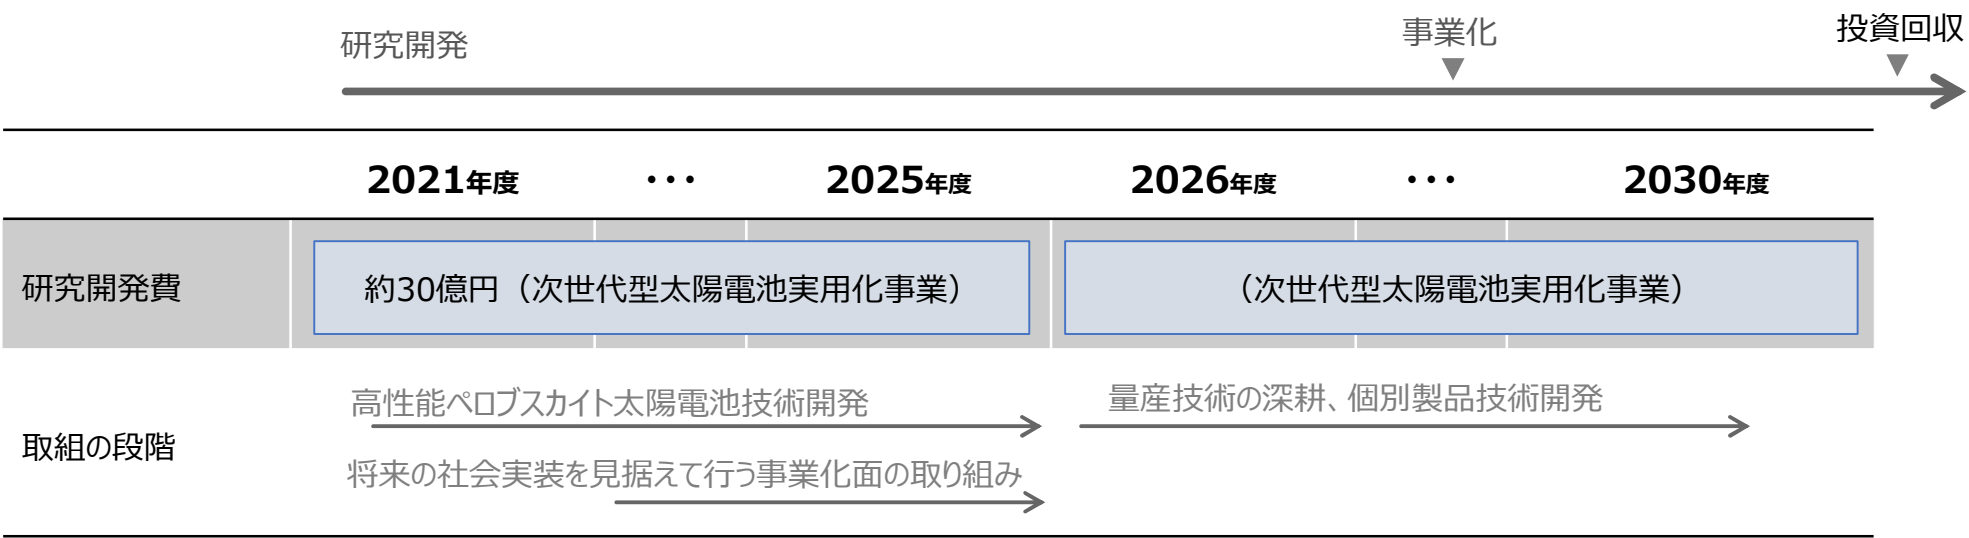 研究開発
事業化
投資回収
2021年度 ・・・ 2025年度 2026年度 ・・・ 2030年度
研究開発費 約30億円（次世代型太陽電池実用化事業） （次世代型太陽電池実用化事業）
高性能ペロブスカイト太陽電池技術開発 量産技術の深耕、個別製品技術開発
取組の段階
将来の社会実装を見据えて行う事業化面の取り組み